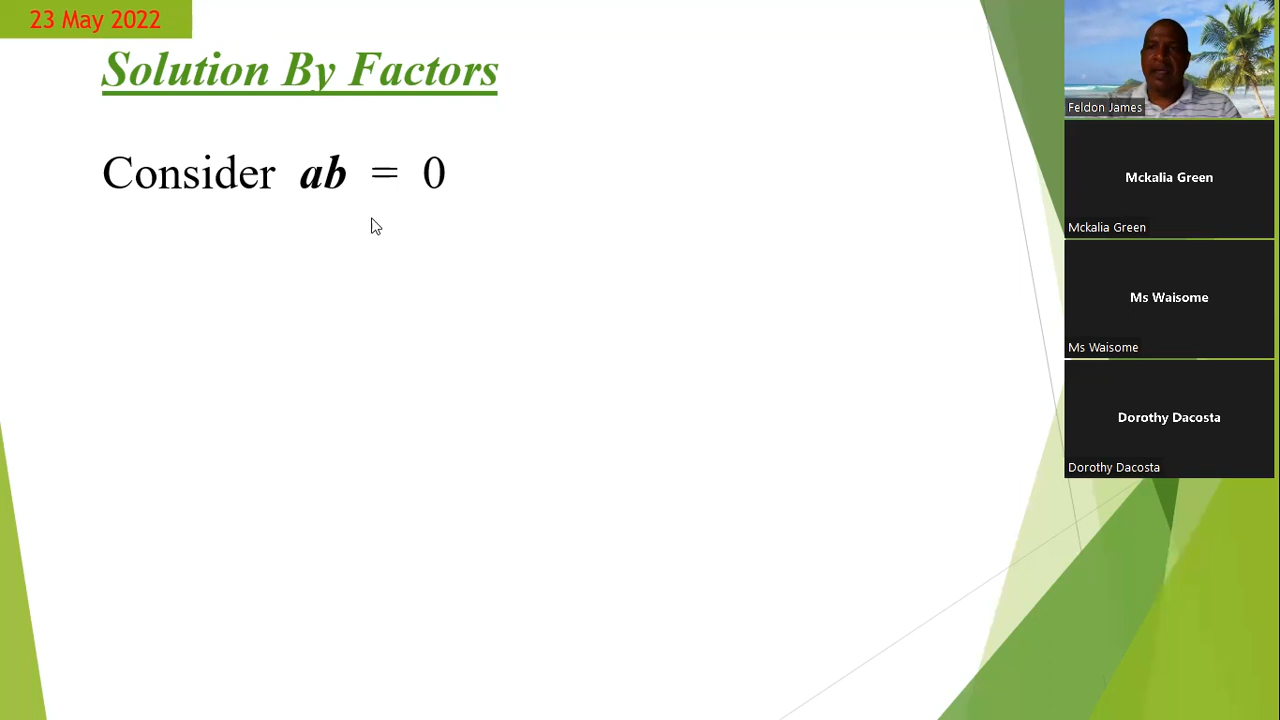 23 May 2022
Solution By Factors
Consider ab = 0
Feldon James
Mckalia Green
Mckalia Green
Ms Waisome
Ms Waisome
Dorothy Dacosta
Dorothy Dacosta